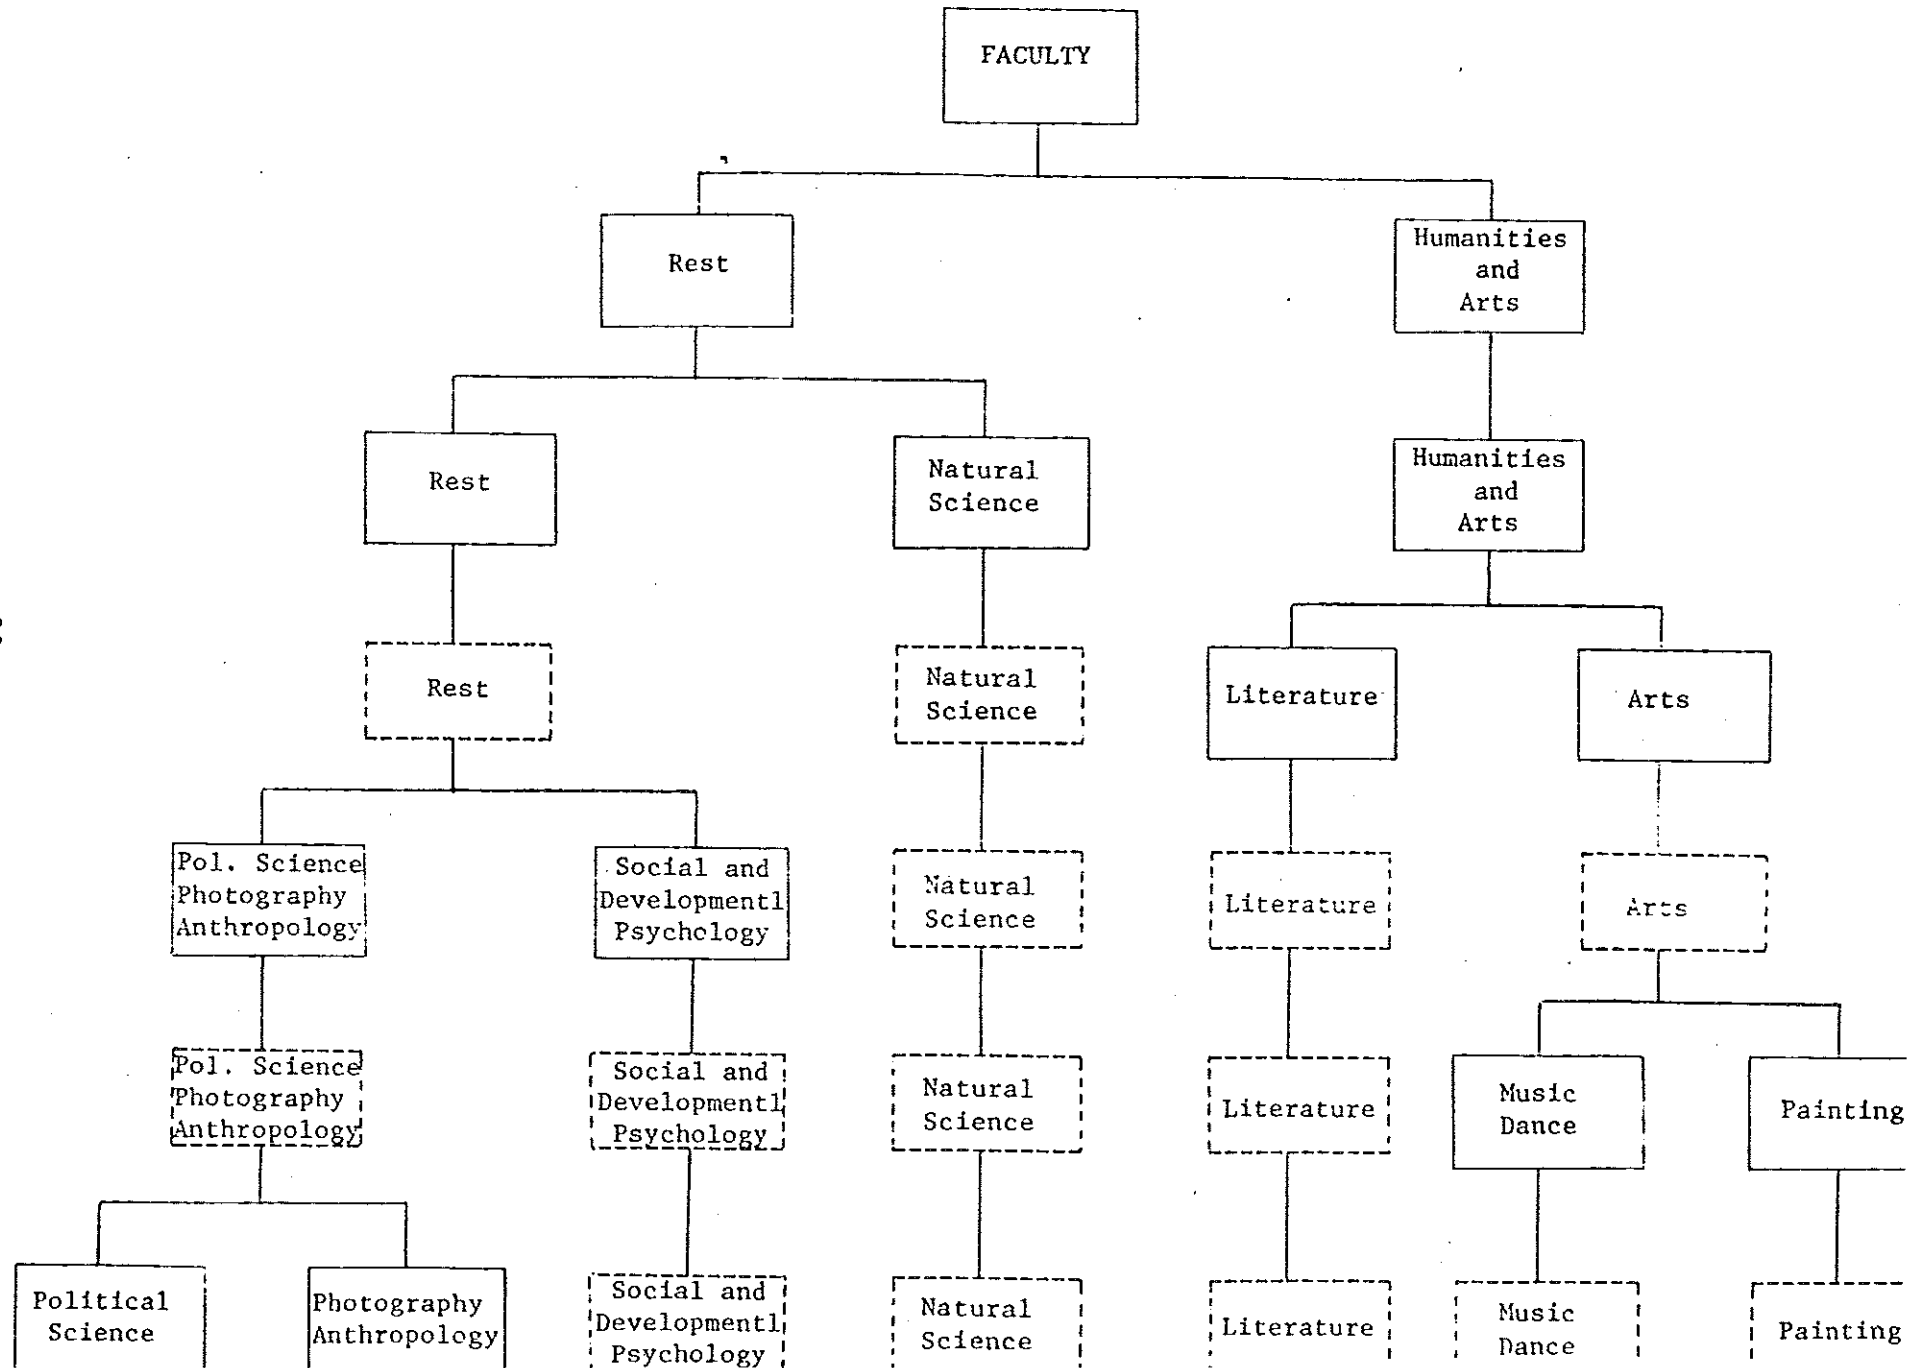 FACULTY
Rest
Humanities
and
Arts
Rest
Natural
Science
Humanities
and
Arts
Rest
Natural
Science
Literature
Arts
Pol. Science
Photography
Anthropology
Social and
Developmentl
Psychology
Natural
Science
Literature
Arts
Pol. Science
Photography
Anthropology
Social and
Developmentl
Psychology
Natural
Science
Literature
Music
Dance
Painting
Political
Science
Photography
Anthropology
Social and
Developmentl
Psychology
Natural
Science
Literature
Music
Dance
Painting